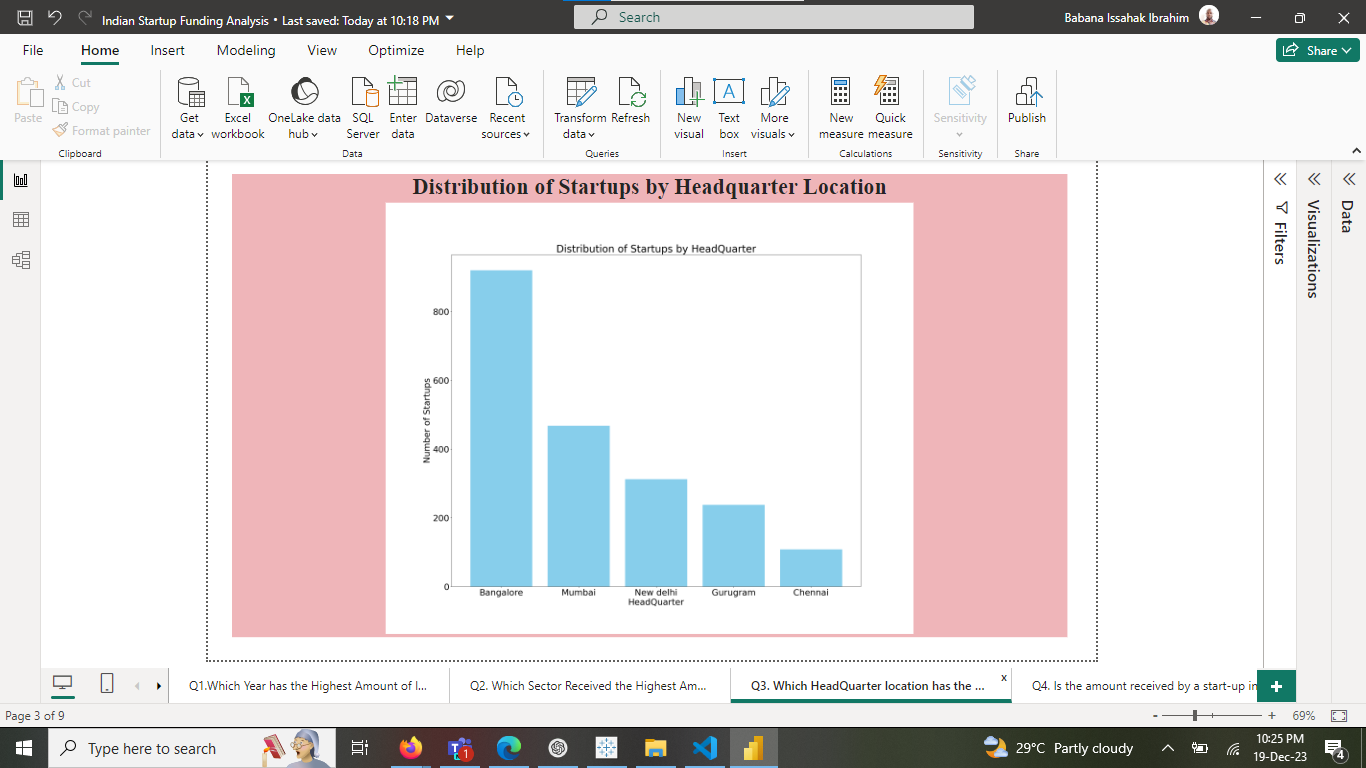 Indian Startup Funding Analysis • Last saved: Today at 10:18 PM
Search
Babana Issahak Ibrahim
File
Home
Insert
Modeling
View
Optimize
Help
Share
Paste
Cut
Copy
Format painter
Clipboard
Get
data
Excel
workbook
OneLake data
hub
SQL
Server
Enter
data
Dataverse
Recent
sources
Data
Transform
data
Refresh
Queries
New
visual
Text
box
More
visuals
Insert
New
measure
Quick
measure
Calculations
Sensitivity
Sensitivity
Publish
Share
Distribution of Startups by Headquarter Location
Distribution of Startups by HeadQuarter
Number of Startups
800
600
400
200
0
Bangalore
Mumbai
New delhi
Gurugram
Chennai
HeadQuarter
Filters
Visualizations
Data
Q1.Which Year has the Highest Amount of I...
Q2. Which Sector Received the Highest Am...
Q3. Which HeadQuarter location has the ...
x
Q4. Is the amount received by a start-up in
Page 3 of 9
- + 69%
Type here to search
1
29°C Partly cloudy
10:25 PM
19-Dec-23
4